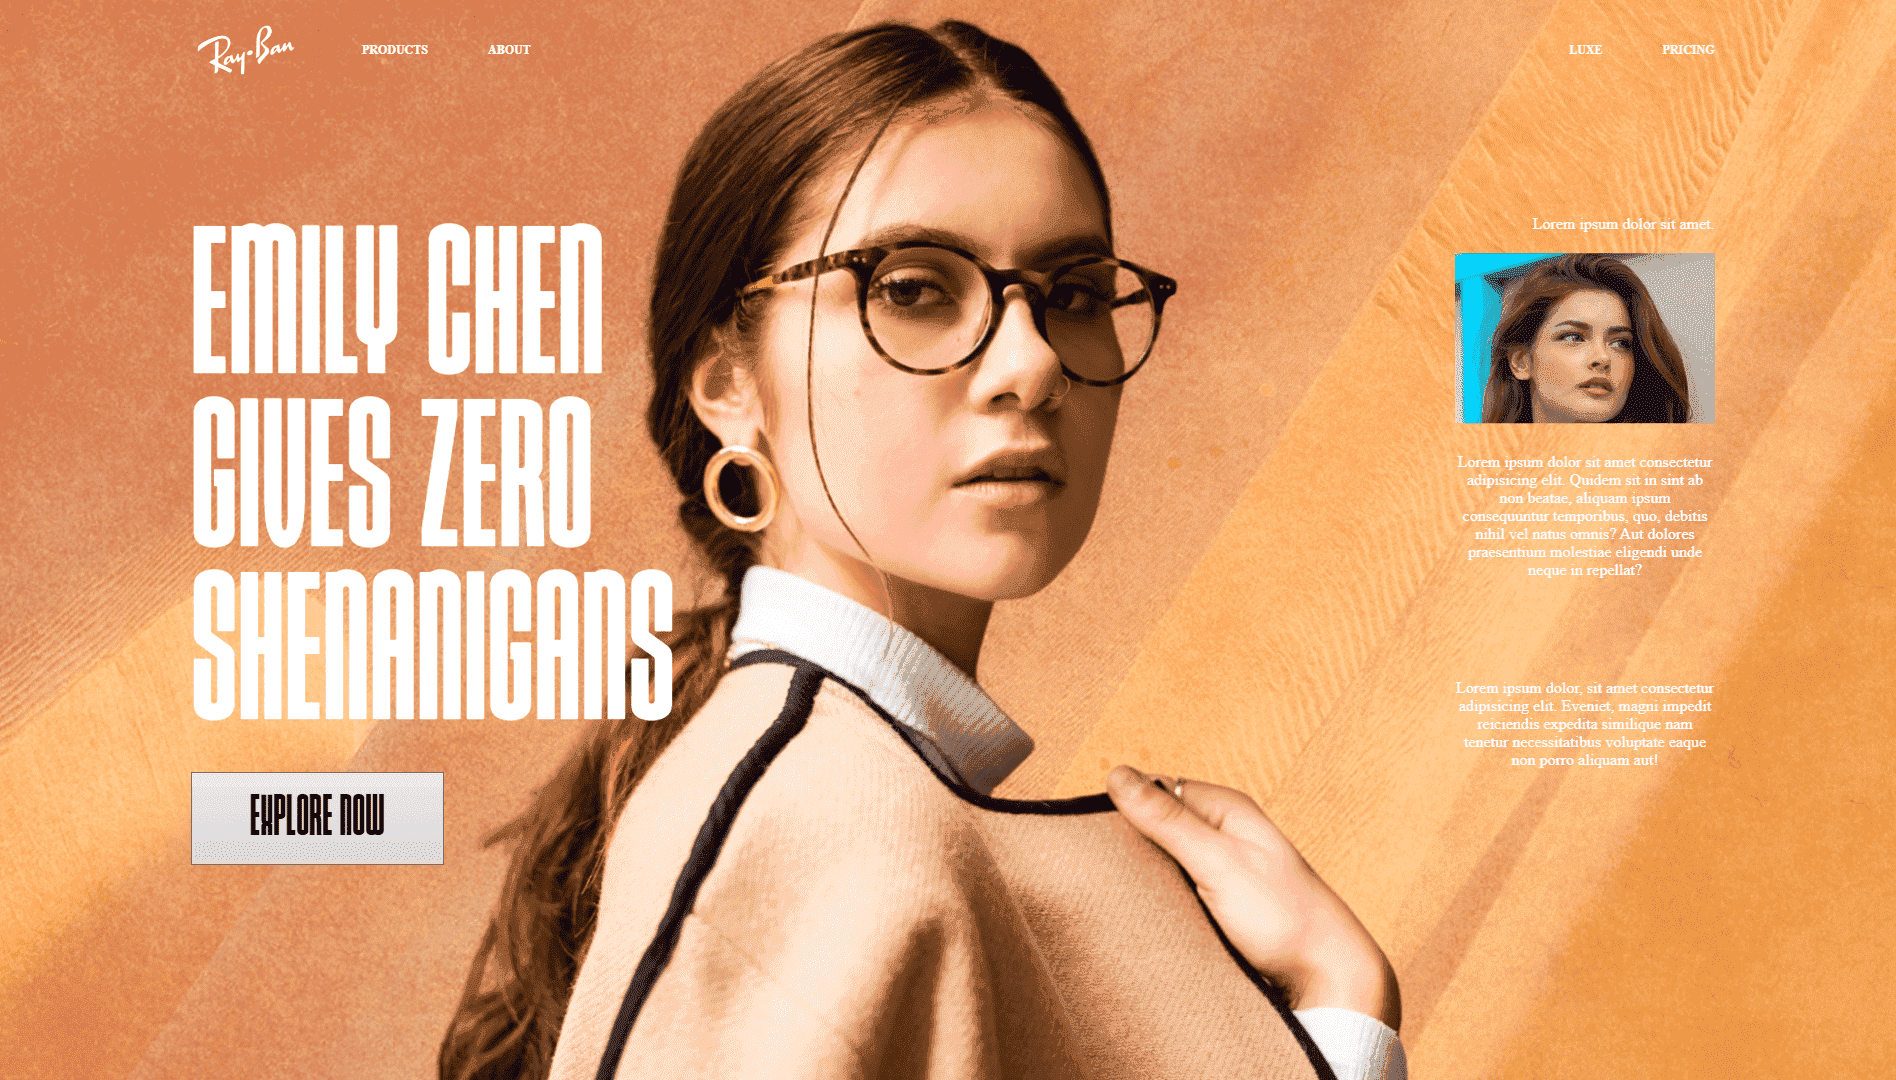 Ray-Ban
PRODUCTS
ABOUT
LUXE
PRICING
EMILY CHEN
GIVES ZERO
SHENANIGANS
EXPLORE NOW
Lorem ipsum dolor sit amet.
Lorem ipsum dolor sit amet consectetur
adipisicing elit. Quidem sit in sint ab
non beatae, aliquam ipsum
consequuntur temporibus, quo, debitis
nihil vel natus omnis? Aut dolores
praesentium molestiae eligendi unde
neque in repellat?
Lorem ipsum dolor, sit amet consectetur
adipisicing elit. Eveniet, magni impedit
reiciendis expedita similique nam
tenetur necessitatibus voluptate eaque
non porro aliquam aut!